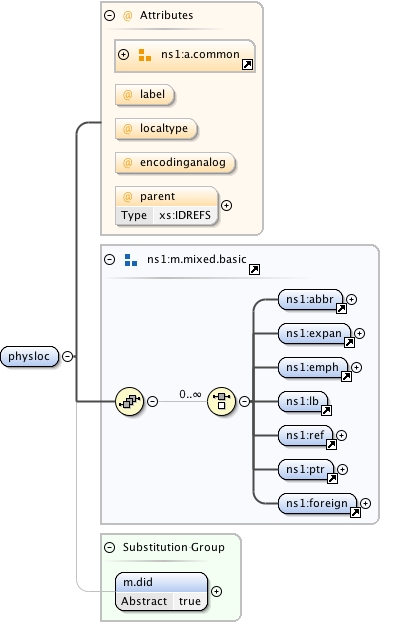 @ Attributes
ns1:a.common
@ label
@ localtype
@ encodinganalog
@ parent
Type xs:IDREFS
ns1:m.mixed.basic
physloc
0..∞
ns1:abbr
ns1:expan
ns1:emph
ns1:lb
ns1:ref
ns1:ptr
ns1:foreign
Substitution Group
m.did
Abstract true